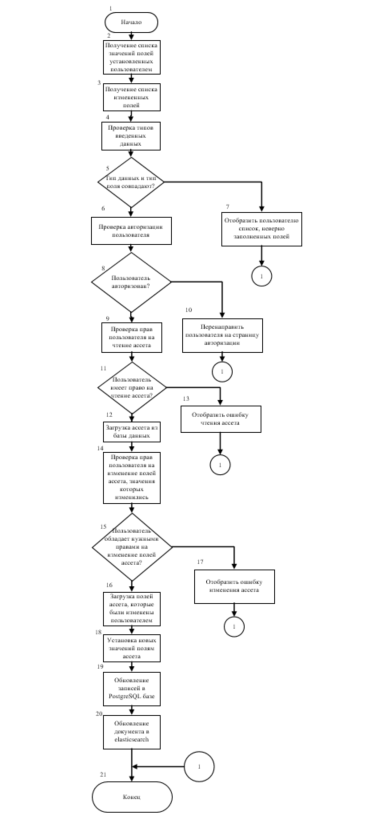 1
Начало
2
Получение списка
значений полей
установленных
пользователем
3
Получение списка
измененных
полей
4
Проверка типов
введенных
данных
5
Тип данных и тип
поля совпадают?
6
Проверка авторизации
пользователя
7
Отобразить пользователю
список, неверно
заполненных полей
1
8
Пользователь
авторизован?
9
Проверка прав
пользователя на
чтение ассета
10
Перенаправить
пользователя на страницу
авторизации
1
11
Пользователь
имеет право на
чтение ассета?
12
Загрузка ассета из
базы данных
13
Отобразить ошибку
чтения ассета
1
14
Проверка прав
пользователя на
изменение полей
ассета, значения
которых
изменились
15
Пользователь
обладает нужными
правами на
изменение полей
ассета?
16
Загрузка полей
ассета, которые
были изменены
пользователем
17
Отобразить ошибку
изменения ассета
1
18
Установка новых
значений полям
ассета
19
Обновление
записей в
PostgreSQL базе
20
Обновление
документа в
elasticsearch
1
21
Конец